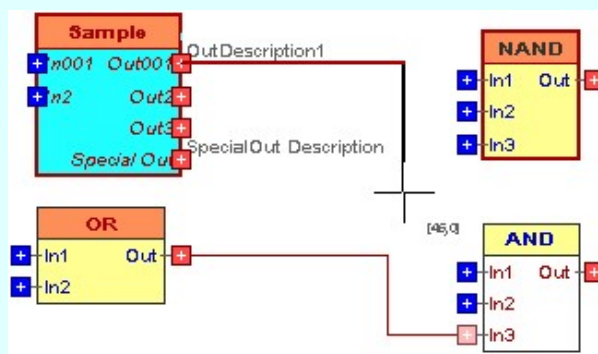 Sample
OutDescription1
In001 Out001
In2 Out2
Out3
Special Out
SpecialOut Description
NAND
In1 Out
In2
In3
OR
In1 Out
In2
[46,0]
AND
In1 Out
In2
In3